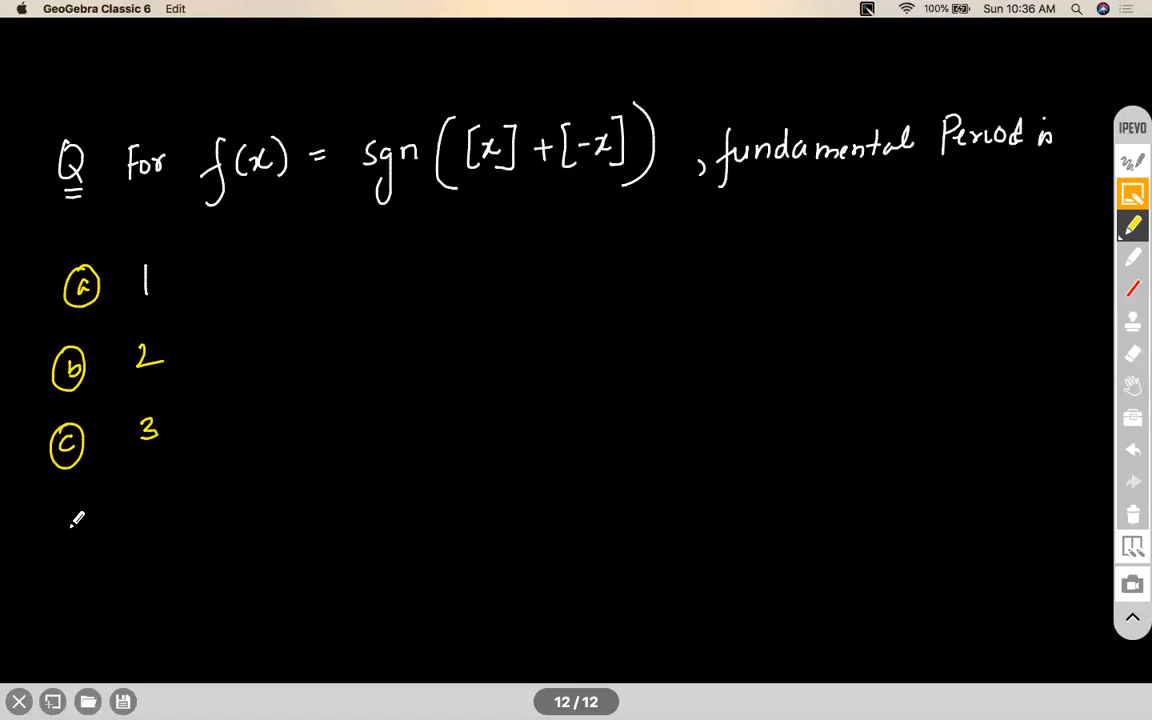 GeoGebra Classic 6 Edit 100% Sun 10:36 AM
Q For f(x) = sgn([x] + [-x]) , fundamental Period is
IPEVO
a 1
b 2
c 3
12 / 12